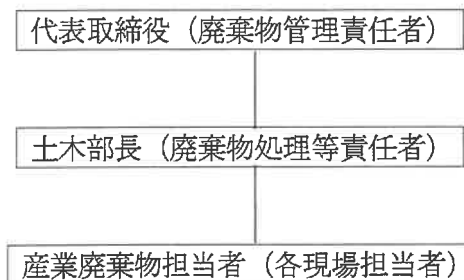 代表取締役（廃棄物管理責任者）
土木部長（廃棄物処理等責任者）
産業廃棄物担当者（各現場担当者）